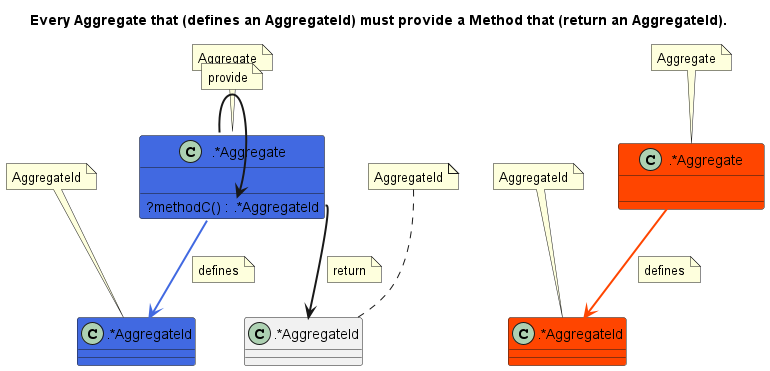 Every Aggregate that (defines an AggregateId) must provide a Method that (return an AggregateId).
Aggregate
provide
Aggregate
C .*Aggregate
?methodC() : .*AggregateId
C .*Aggregate
AggregateId
AggregateId
AggregateId
defines
return
defines
C .*AggregateId
C .*AggregateId
C .*AggregateId